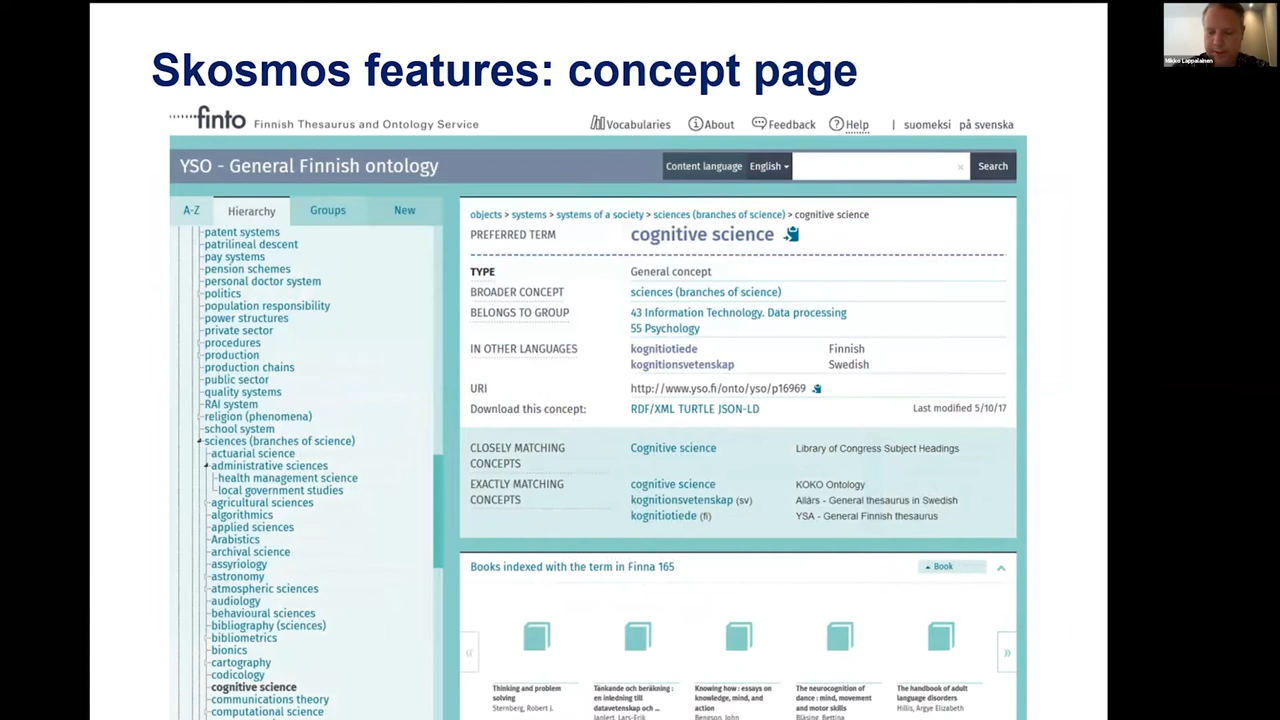 Skosmos features: concept page
Mikko Lappalainen
finto Finnish Thesaurus and Ontology Service
Vocabularies About Feedback Help | suomeksi på svenska
YSO - General Finnish ontology
Content language English Search
A-Z Hierarchy Groups New
patent systems
patrilineal descent
pay systems
pension schemes
personal doctor system
politics
population responsibility
power structures
private sector
procedures
production
production chains
public sector
quality systems
RAI system
religion (phenomena)
school system
sciences (branches of science)
actuarial science
administrative sciences
health management science
local government studies
agricultural sciences
algorithmics
applied sciences
Arabistics
archival science
assyriology
astronomy
atmospheric sciences
audiology
behavioural sciences
bibliography (sciences)
bibliometrics
bionics
cartography
codicology
cognitive science
communications theory
computational science
objects > systems > systems of a society > sciences (branches of science) > cognitive science
PREFERRED TERM cognitive science
TYPE General concept
BROADER CONCEPT sciences (branches of science)
BELONGS TO GROUP 43 Information Technology. Data processing
55 Psychology
IN OTHER LANGUAGES kognitiotiede Finnish
kognitionsvetenskap Swedish
URI http://www.yso.fi/onto/yso/p16969
Download this concept: RDF/XML TURTLE JSON-LD Last modified 5/10/17
CLOSELY MATCHING CONCEPTS Cognitive science Library of Congress Subject Headings
EXACTLY MATCHING CONCEPTS cognitive science KOKO Ontology
kognitionsvetenskap (sv) Allärs - General thesaurus in Swedish
kognitiotiede (fi) YSA - General Finnish thesaurus
Books indexed with the term in Finna 165 Book
« »
Thinking and problem solving
Sternberg, Robert J.
Tänkande och beräkning : en inledning till datavetenskap och ...
Janlert, Lars-Erik
Knowing how : essays on knowledge, mind, and action
Bengson, John
The neurocognition of dance : mind, movement and motor skills
Bläsing, Bettina
The handbook of adult language disorders
Hillis, Argye Elizabeth